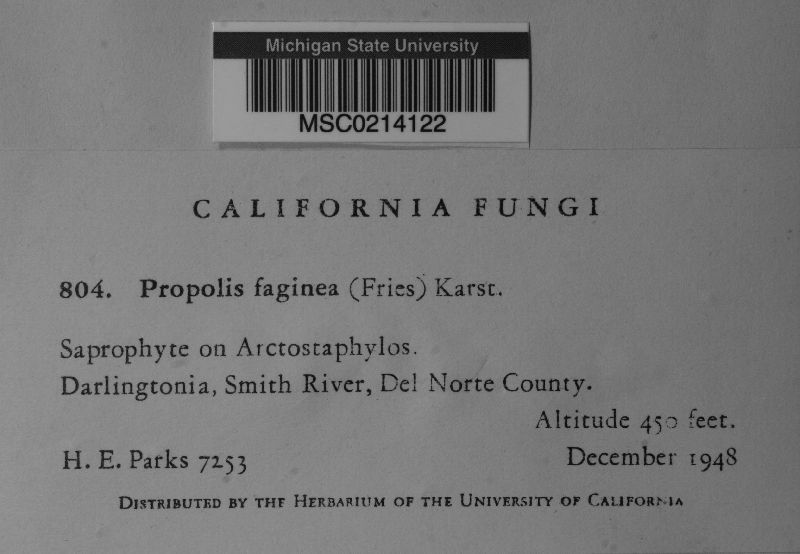 Michigan State University
MSC0214122
CALIFORNIA FUNGI
804. Propolis faginea (Fries) Karst.
Saprophyte on Arctostaphylos.
Darlingtonia, Smith River, Del Norte County.
Altitude 450 feet.
H. E. Parks 7253 December 1948
DISTRIBUTED BY THE HERBARIUM OF THE UNIVERSITY OF CALIFORNIA